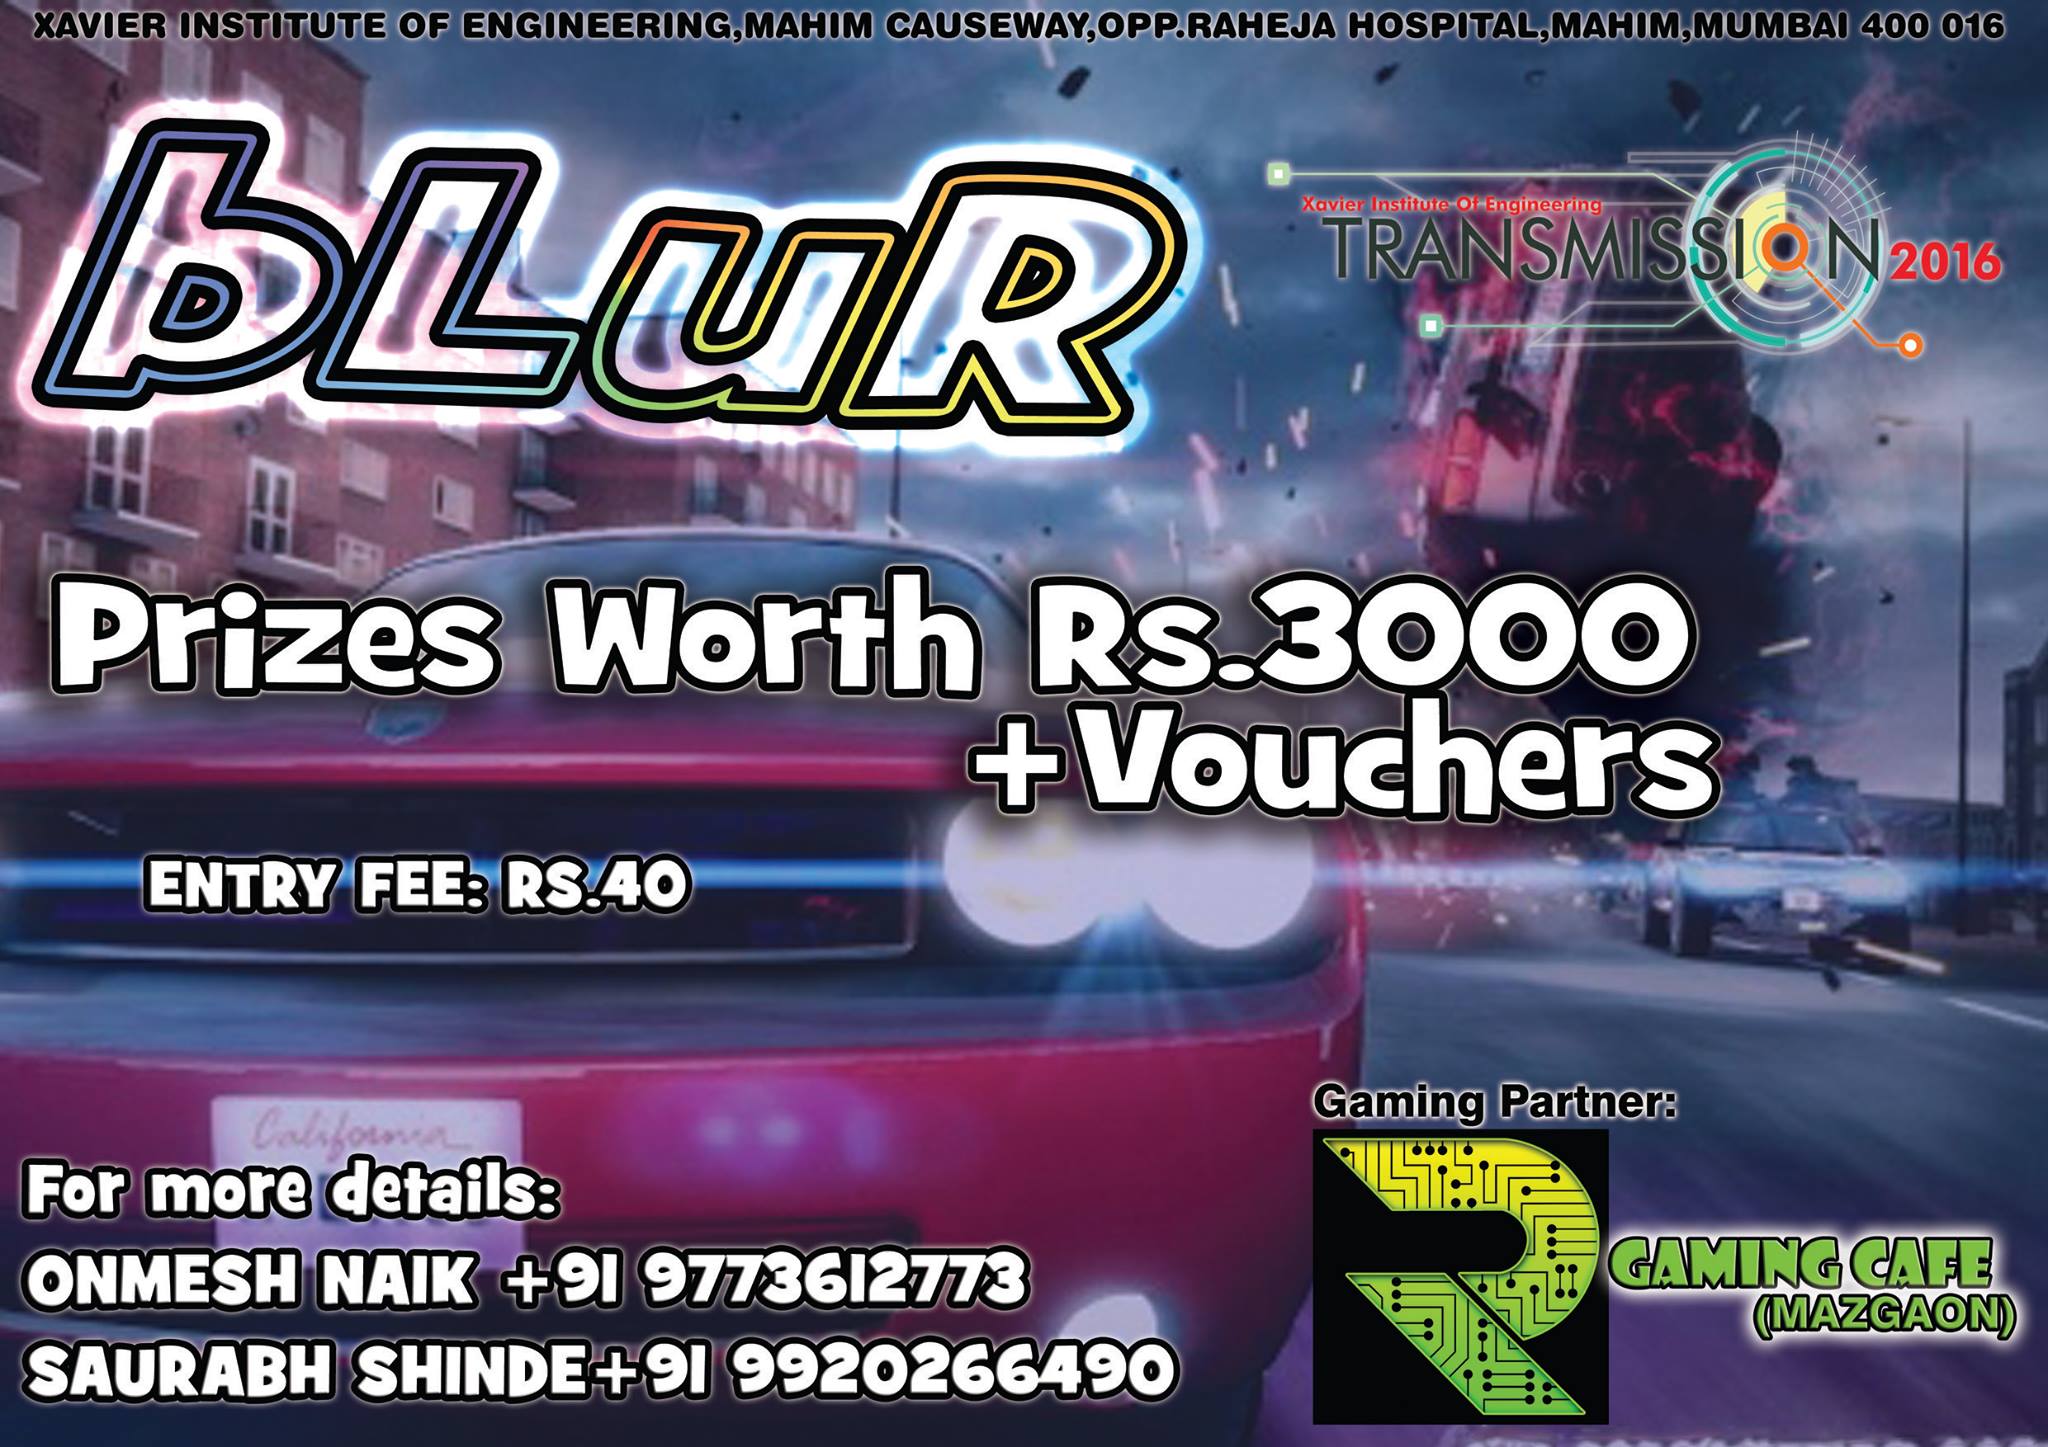 XAVIER INSTITUTE OF ENGINEERING,MAHIM CAUSEWAY,OPP.RAHEJA HOSPITAL,MAHIM,MUMBAI 400 016
bLuR
Xavier Institute Of Engineering
TRANSMISSION 2016
Prizes Worth Rs.3000
+Vouchers
ENTRY FEE: RS.40
California
Gaming Partner:
R
GAMING CAFE
(MAZGAON)
For more details:
ONMESH NAIK +91 9773612773
SAURABH SHINDE+91 9920266490